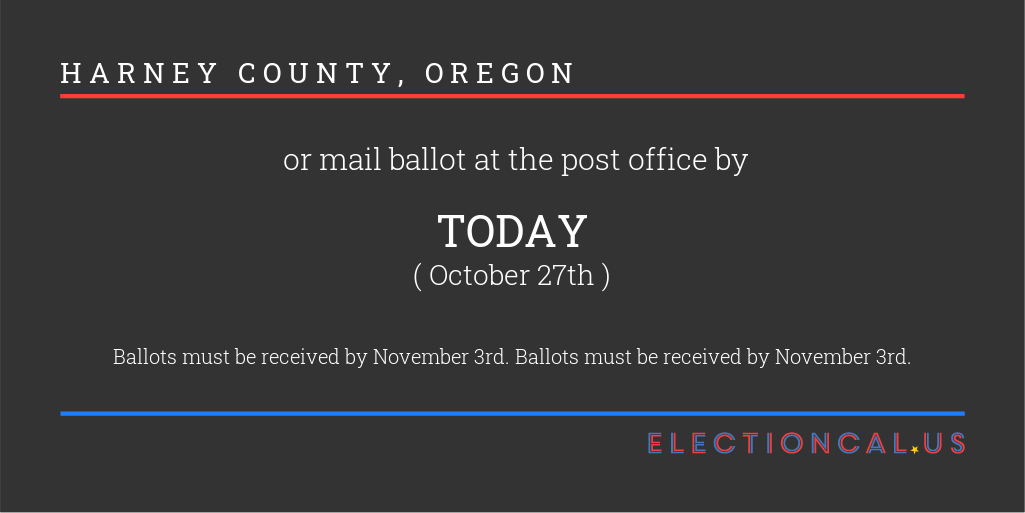 HARNEY COUNTY, OREGON
or mail ballot at the post office by
TODAY
( October 27th )
Ballots must be received by November 3rd. Ballots must be received by November 3rd.
ELECTIONCAL.US